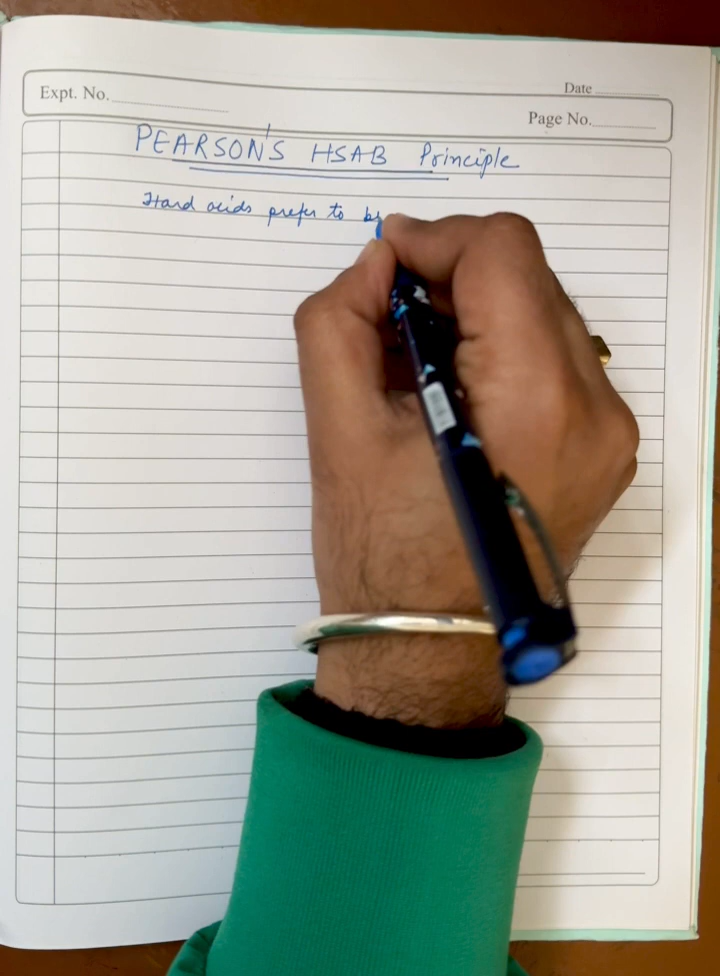 Date
Expt. No.
Page No.
PEARSON'S HSAB Principle
Hard acids prefer to